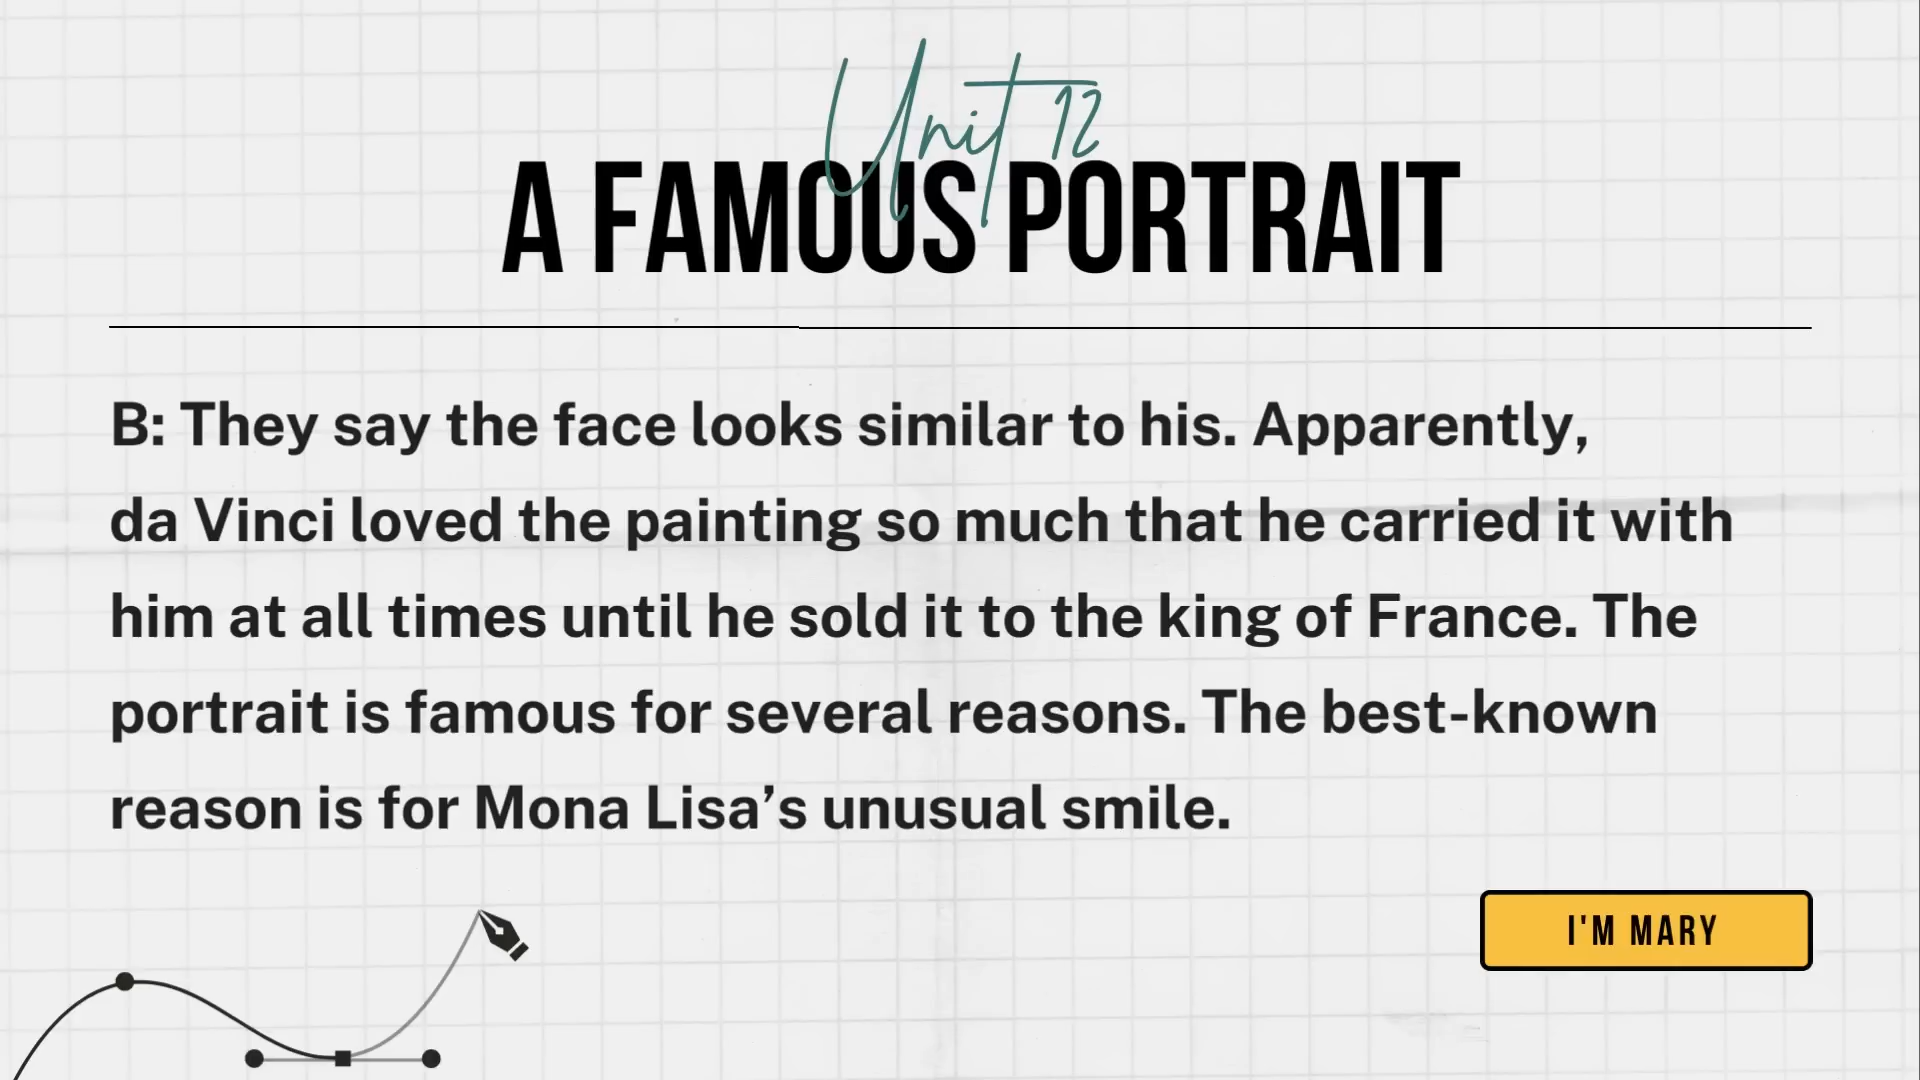 Unit 12
A FAMOUS PORTRAIT
B: They say the face looks similar to his. Apparently,
da Vinci loved the painting so much that he carried it with
him at all times until he sold it to the king of France. The
portrait is famous for several reasons. The best-known
reason is for Mona Lisa’s unusual smile.
I'M MARY